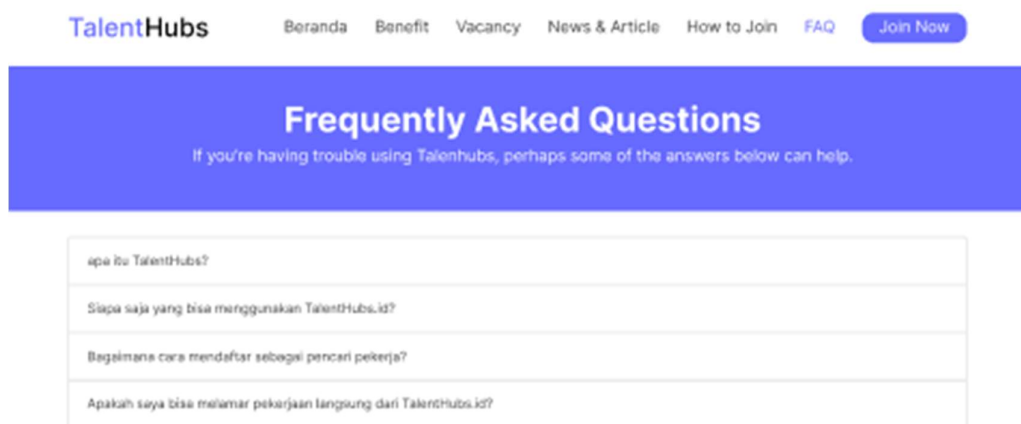 TalentHubs Beranda Benefit Vacancy News & Article How to Join FAQ Join Now
Frequently Asked Questions
If you're having trouble using Talenhubs, perhaps some of the answers below can help.
apa itu TalentHubs?
Siapa saja yang bisa menggunakan TalentHubs.id?
Bagaimana cara mendaftar sebagai pencari pekerja?
Apakah saya bisa melamar pekerjaan langsung dari TalentHubs.id?